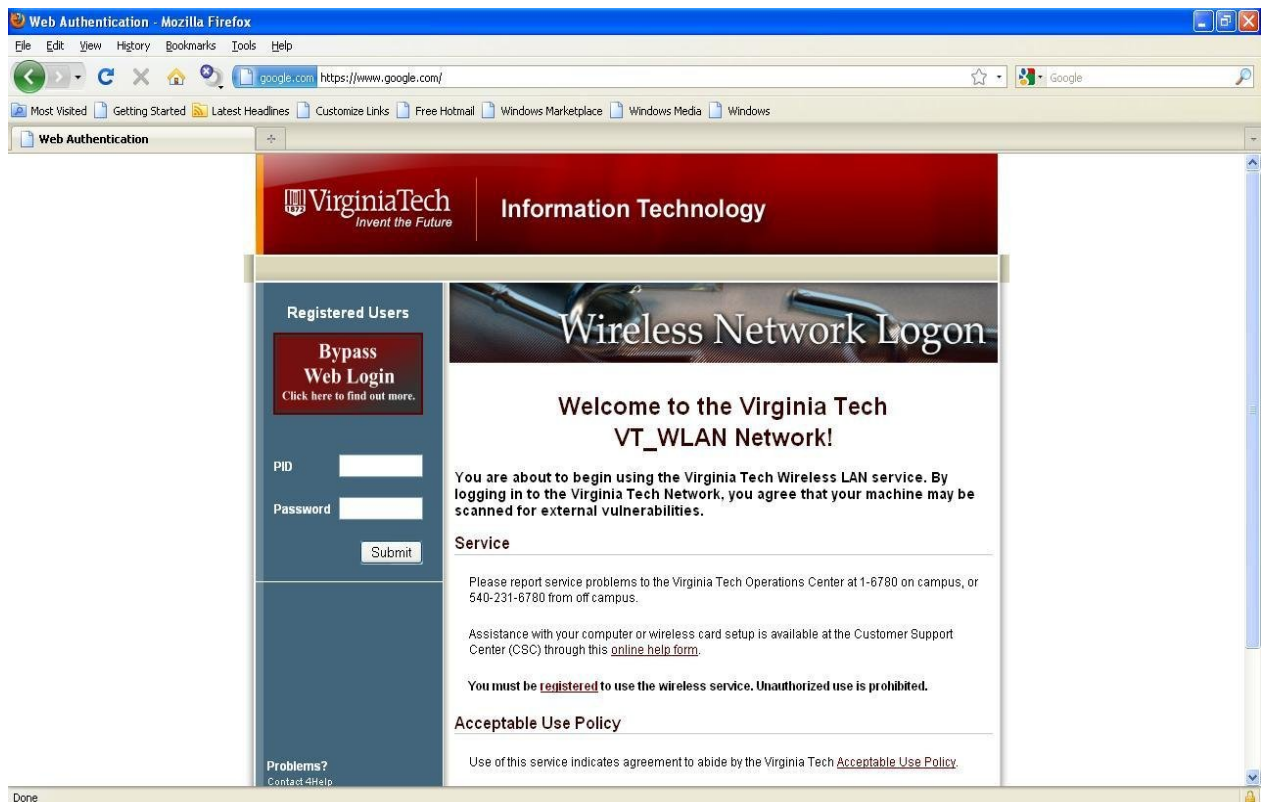 Web Authentication - Mozilla Firefox
File Edit View History Bookmarks Tools Help
google.com https://www.google.com/
Google
Most Visited Getting Started Latest Headlines Customize Links Free Hotmail Windows Marketplace Windows Media Windows
Web Authentication
1872
VirginiaTech
Invent the Future
Information Technology
Registered Users
Bypass
Web Login
Click here to find out more.
PID
Password
Submit
Problems?
Contact 4Help
Wireless Network Logon
Welcome to the Virginia Tech
VT_WLAN Network!
You are about to begin using the Virginia Tech Wireless LAN service. By
logging in to the Virginia Tech Network, you agree that your machine may be
scanned for external vulnerabilities.
Service
Please report service problems to the Virginia Tech Operations Center at 1-6780 on campus, or
540-231-6780 from off campus.
Assistance with your computer or wireless card setup is available at the Customer Support
Center (CSC) through this online help form.
You must be registered to use the wireless service. Unauthorized use is prohibited.
Acceptable Use Policy
Use of this service indicates agreement to abide by the Virginia Tech Acceptable Use Policy.
Done